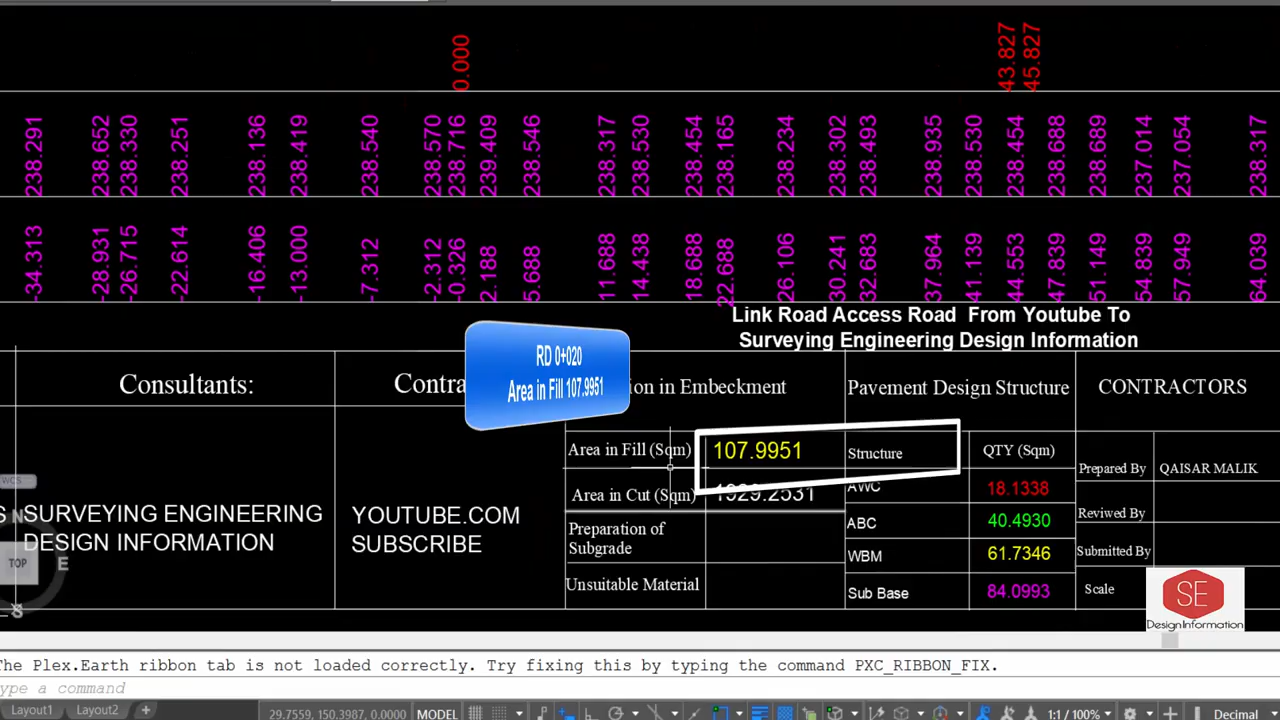 0.000
43.827
45.827
238.291
238.652
238.330
238.251
238.136
238.419
238.540
238.570
238.716
239.409
238.546
238.317
238.530
238.454
238.165
238.234
238.302
238.493
238.935
238.530
238.454
238.688
238.689
237.014
237.054
238.317
-34.313
-28.931
-26.715
-22.614
-16.406
-13.000
-7.312
-2.312
-0.326
2.188
5.688
11.688
14.438
18.688
22.688
26.106
30.241
32.683
37.964
41.139
44.553
47.839
51.149
54.839
57.949
64.039
Link Road Access Road From Youtube To
Surveying Engineering Design Information
RD 0+020
Area in Fill 107.9951
Consultants:
in Embeckment
Pavement Design Structure
CONTRACTORS
Area in Fill (Sqm)
107.9951
Structure
QTY (Sqm)
Prepared By
QAISAR MALIK
Area in Cut (Sqm)
1929.2531
AWC
18.1338
SURVEYING ENGINEERING
DESIGN INFORMATION
YOUTUBE.COM
SUBSCRIBE
Preparation of
Subgrade
ABC
40.4930
Reviwed By
WBM
61.7346
Submitted By
Unsuitable Material
Sub Base
84.0993
Scale
WCS
N
TOP
E
S
SE
Design Information
The Plex.Earth ribbon tab is not loaded correctly. Try fixing this by typing the command PXC_RIBBON_FIX.
ype a command
Layout1
Layout2
29.7559, 150.3987, 0.0000
MODEL
1:1 / 100%
Decimal